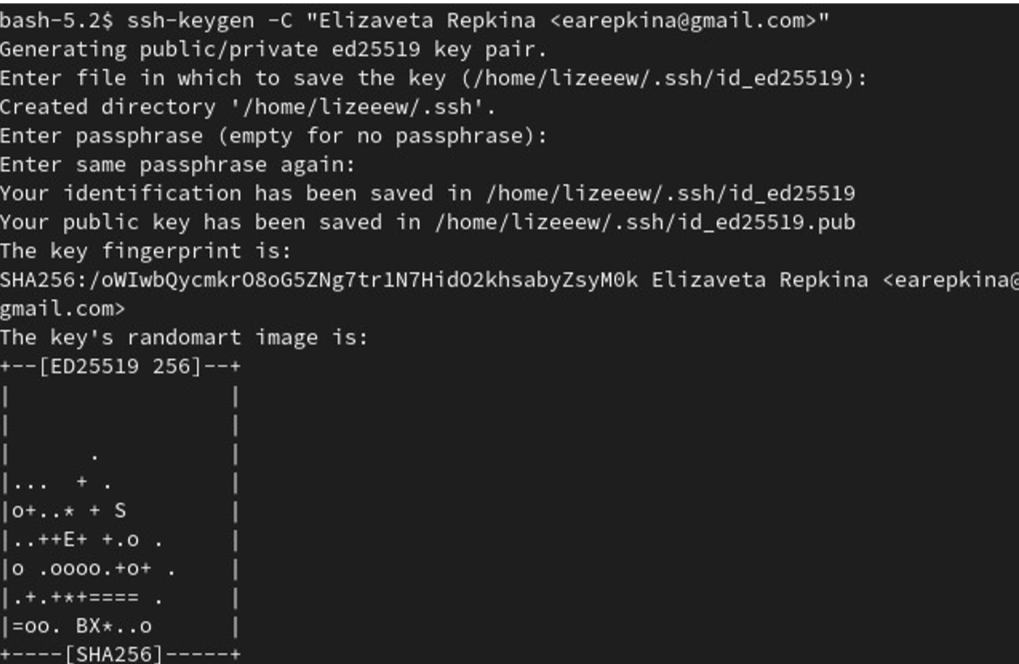 bash-5.2$ ssh-keygen -C "Elizaveta Repkina <earepkina@gmail.com>"
Generating public/private ed25519 key pair.
Enter file in which to save the key (/home/lizeeew/.ssh/id_ed25519):
Created directory '/home/lizeeew/.ssh'.
Enter passphrase (empty for no passphrase):
Enter same passphrase again:
Your identification has been saved in /home/lizeeew/.ssh/id_ed25519
Your public key has been saved in /home/lizeeew/.ssh/id_ed25519.pub
The key fingerprint is:
SHA256:/oWIwbQycmkrO8oG5ZNg7tr1N7HidO2khsabyZsyM0k Elizaveta Repkina <earepkina@
gmail.com>
The key's randomart image is:
+--[ED25519 256]--+
|                 |
|                 |
|      .          |
|...  + .         |
|o+..* + S        |
|..++E+ +.o .     |
|o .oooo.+o+ .    |
|.+.+*+==== .     |
|=oo. BX*..o      |
+----[SHA256]-----+